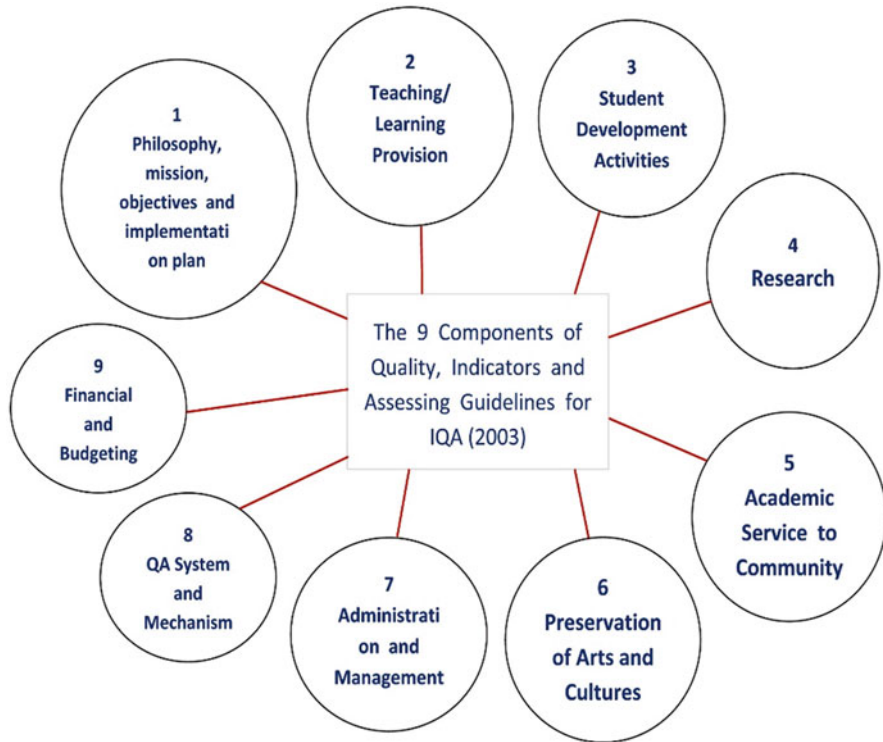 1
Philosophy,
mission,
objectives and
implementati
on plan
2
Teaching/
Learning
Provision
3
Student
Development
Activities
4
Research
The 9 Components of
Quality, Indicators and
Assessing Guidelines for
IQA (2003)
5
Academic
Service to
Community
6
Preservation
of Arts and
Cultures
7
Administrati
on and
Management
8
QA System
and
Mechanism
9
Financial
and
Budgeting